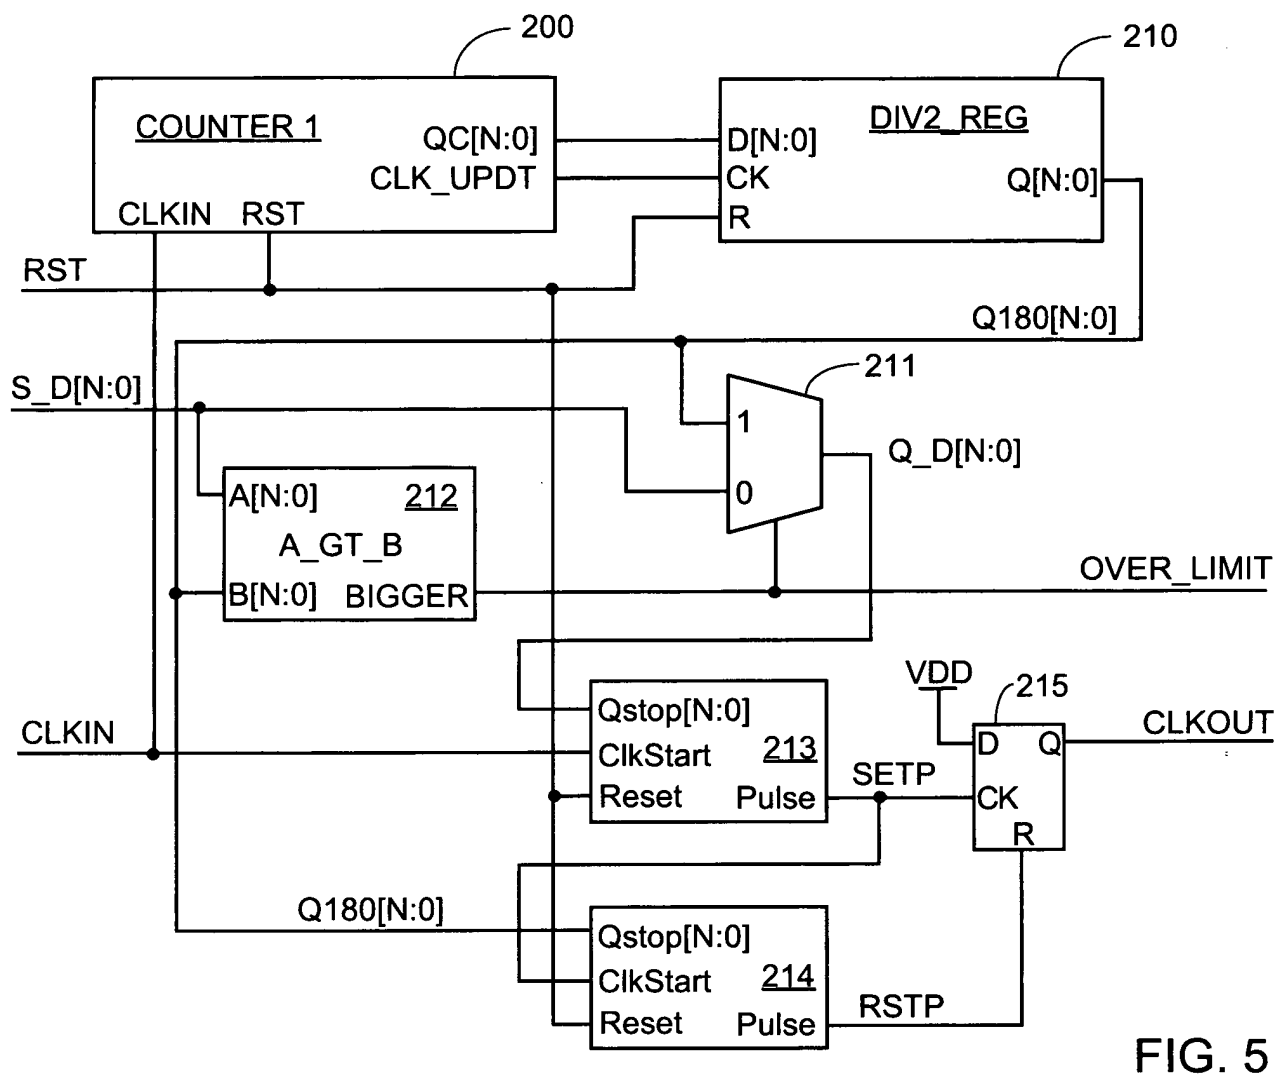 200
210
COUNTER 1
QC[N:0]
CLK_UPDT
CLKIN RST
DIV2_REG
D[N:0]
CK
R
Q[N:0]
RST
Q180[N:0]
S_D[N:0]
211
1
0
Q_D[N:0]
A[N:0] 212
A_GT_B
B[N:0] BIGGER
OVER_LIMIT
CLKIN
Qstop[N:0]
ClkStart 213
Reset Pulse
SETP
VDD
215
D Q
CK
R
CLKOUT
Q180[N:0]
Qstop[N:0]
ClkStart 214
Reset Pulse
RSTP
FIG. 5